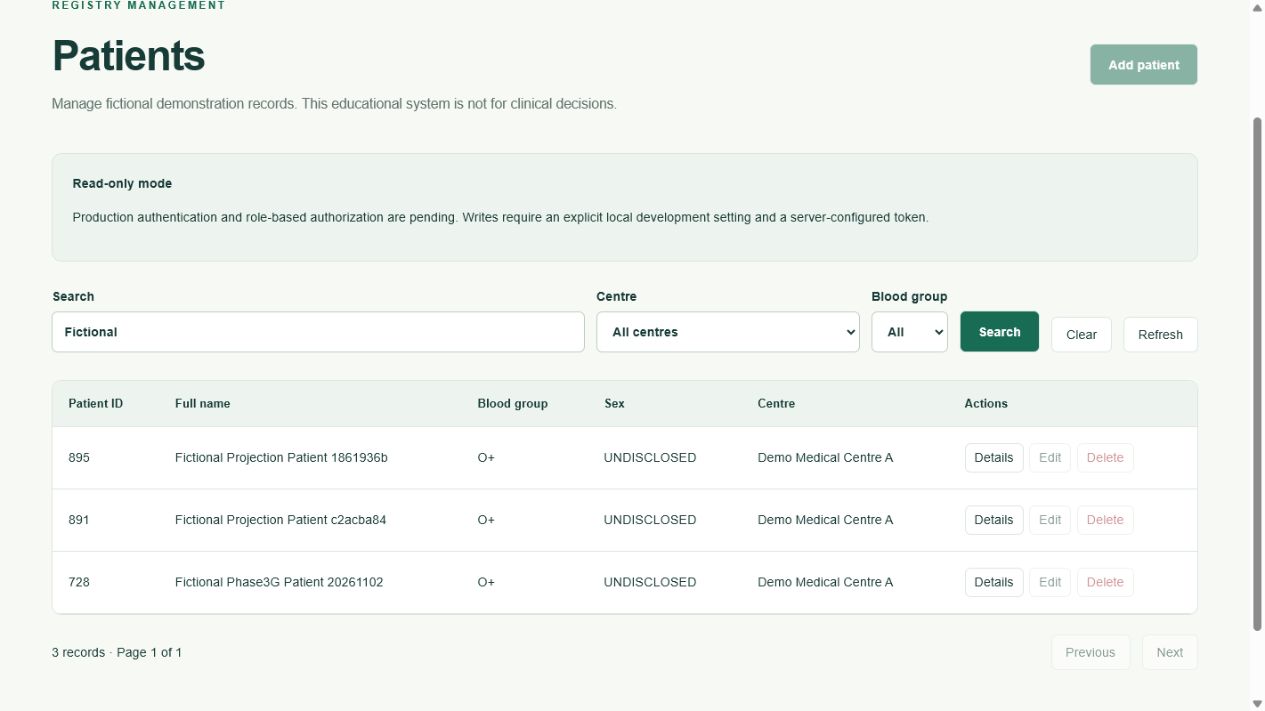 REGISTRY MANAGEMENT
Patients
Add patient
Manage fictional demonstration records. This educational system is not for clinical decisions.
Read-only mode
Production authentication and role-based authorization are pending. Writes require an explicit local development setting and a server-configured token.
Search Centre Blood group
Fictional All centres All Search Clear Refresh
Patient ID Full name Blood group Sex Centre Actions
895 Fictional Projection Patient 1861936b O+ UNDISCLOSED Demo Medical Centre A Details Edit Delete
891 Fictional Projection Patient c2acba84 O+ UNDISCLOSED Demo Medical Centre A Details Edit Delete
728 Fictional Phase3G Patient 20261102 O+ UNDISCLOSED Demo Medical Centre A Details Edit Delete
3 records · Page 1 of 1 Previous Next